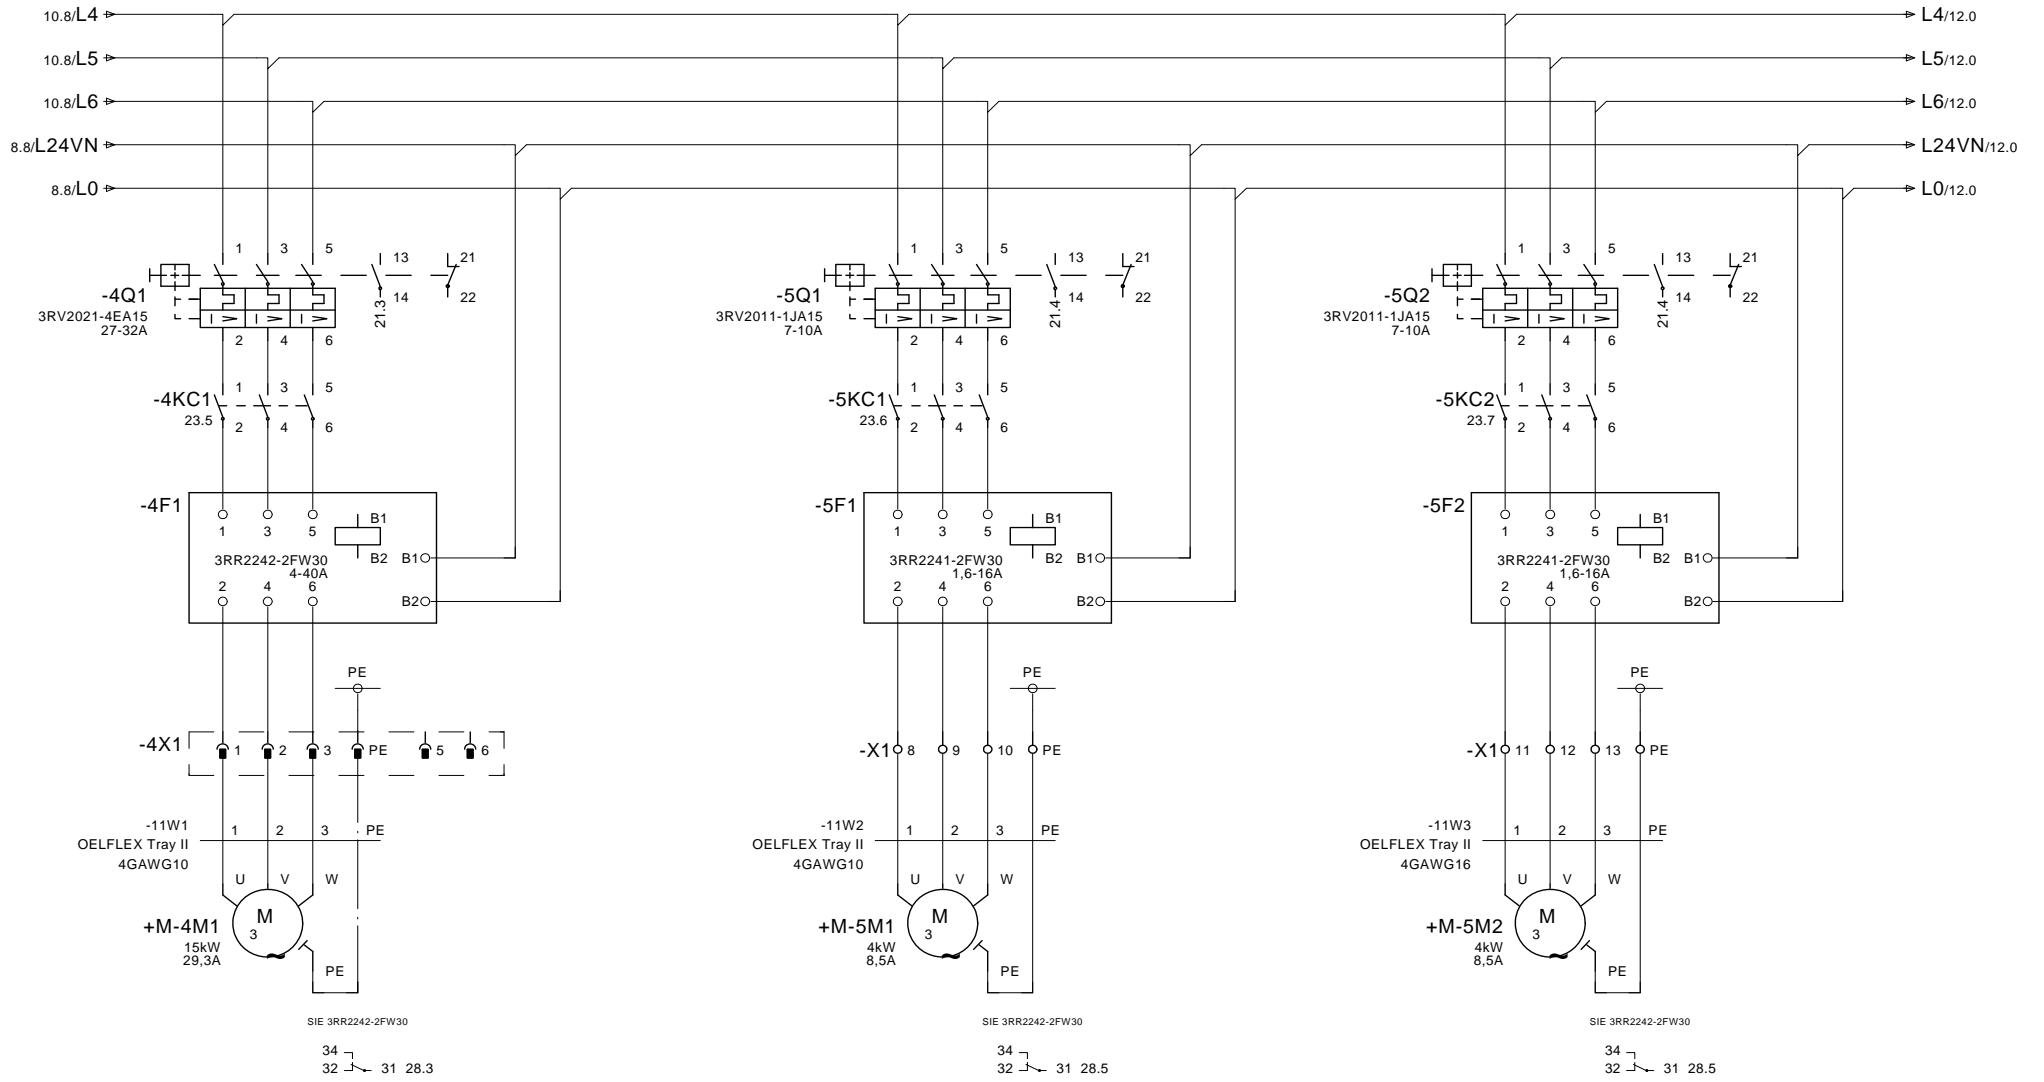 10.8/L4 L4/12.0
10.8/L5 L5/12.0
10.8/L6 L6/12.0
8.8/L24VN L24VN/12.0
8.8/L0 L0/12.0
1 3 5 13 21
-4Q1 14 22
3RV2021-4EA15
27-32A
I > I > I >
21.3
2 4 6
1 3 5
-4KC1
23.5 2 4 6
-4F1
1 3 5 B1
B2 B1
3RR2242-2FW30
4-40A
2 4 6
B2
PE
-4X1 1 2 3 PE 5 6
-11W1 1 2 3 PE
OELFLEX Tray II
4GAWG10
U V W
M
3
+M-4M1
15kW
29,3A
PE
SIE 3RR2242-2FW30
34
32 31 28.3
1 3 5 13 21
-5Q1 14 22
3RV2011-1JA15
7-10A
I > I > I >
21.4
2 4 6
1 3 5
-5KC1
23.6 2 4 6
-5F1
1 3 5 B1
B2 B1
3RR2241-2FW30
1,6-16A
2 4 6
B2
PE
-X1 8 9 10 PE
-11W2 1 2 3 PE
OELFLEX Tray II
4GAWG10
U V W
M
3
+M-5M1
4kW
8,5A
PE
SIE 3RR2242-2FW30
34
32 31 28.5
1 3 5 13 21
-5Q2 14 22
3RV2011-1JA15
7-10A
I > I > I >
21.4
2 4 6
1 3 5
-5KC2
23.7 2 4 6
-5F2
1 3 5 B1
B2 B1
3RR2241-2FW30
1,6-16A
2 4 6
B2
PE
-X1 11 12 13 PE
-11W3 1 2 3 PE
OELFLEX Tray II
4GAWG16
U V W
M
3
+M-5M2
4kW
8,5A
PE
SIE 3RR2242-2FW30
34
32 31 28.5